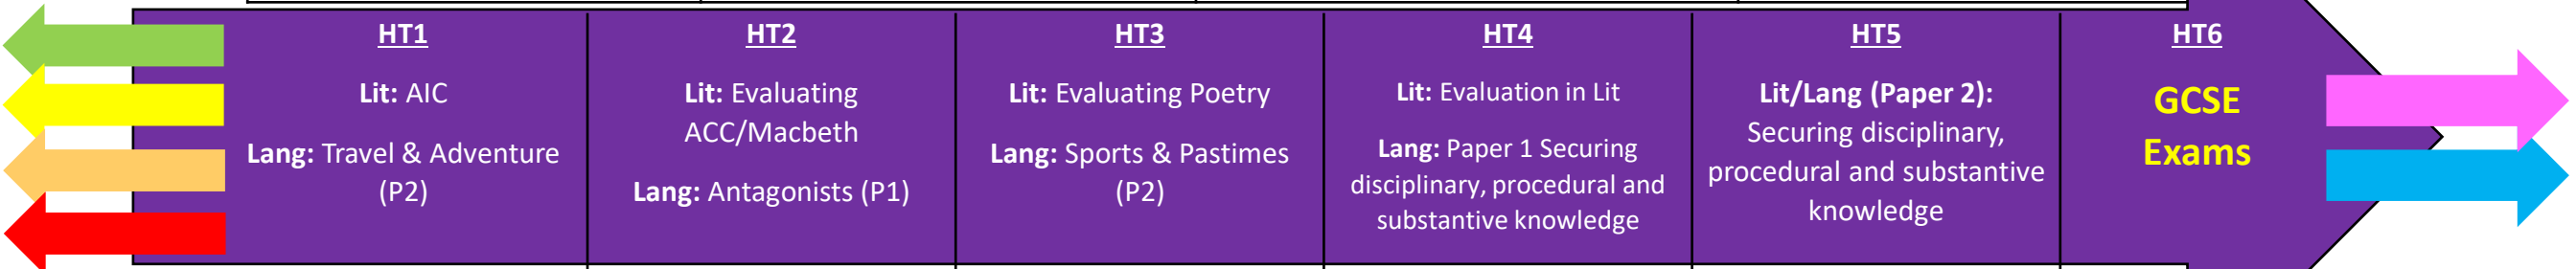 HT1
Lit: AIC
Lang: Travel & Adventure
(P2)
HT2
Lit: Evaluating
ACC/Macbeth
Lang: Antagonists (P1)
HT3
Lit: Evaluating Poetry
Lang: Sports & Pastimes
(P2)
HT4
Lit: Evaluation in Lit
Lang: Paper 1 Securing
disciplinary, procedural and
substantive knowledge
HT5
Lit/Lang (Paper 2):
Securing disciplinary,
procedural and substantive
knowledge
HT6
GCSE
Exams